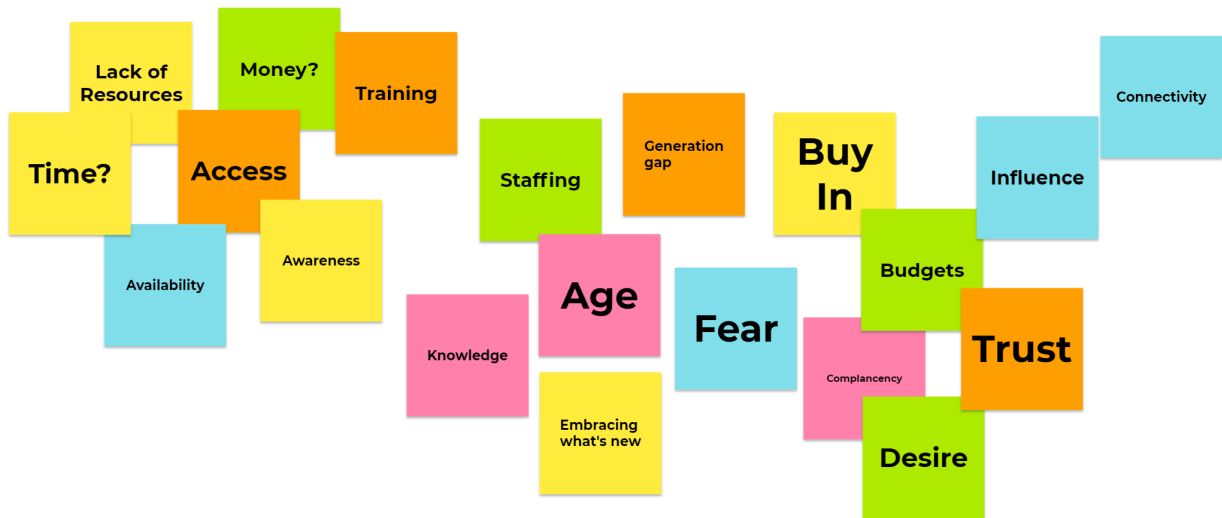 Lack of
Resources
Money?
Training
Time?
Access
Availability
Awareness
Staffing
Generation
gap
Knowledge
Age
Embracing
what's new
Fear
Buy
In
Influence
Connectivity
Budgets
Trust
Complancency
Desire